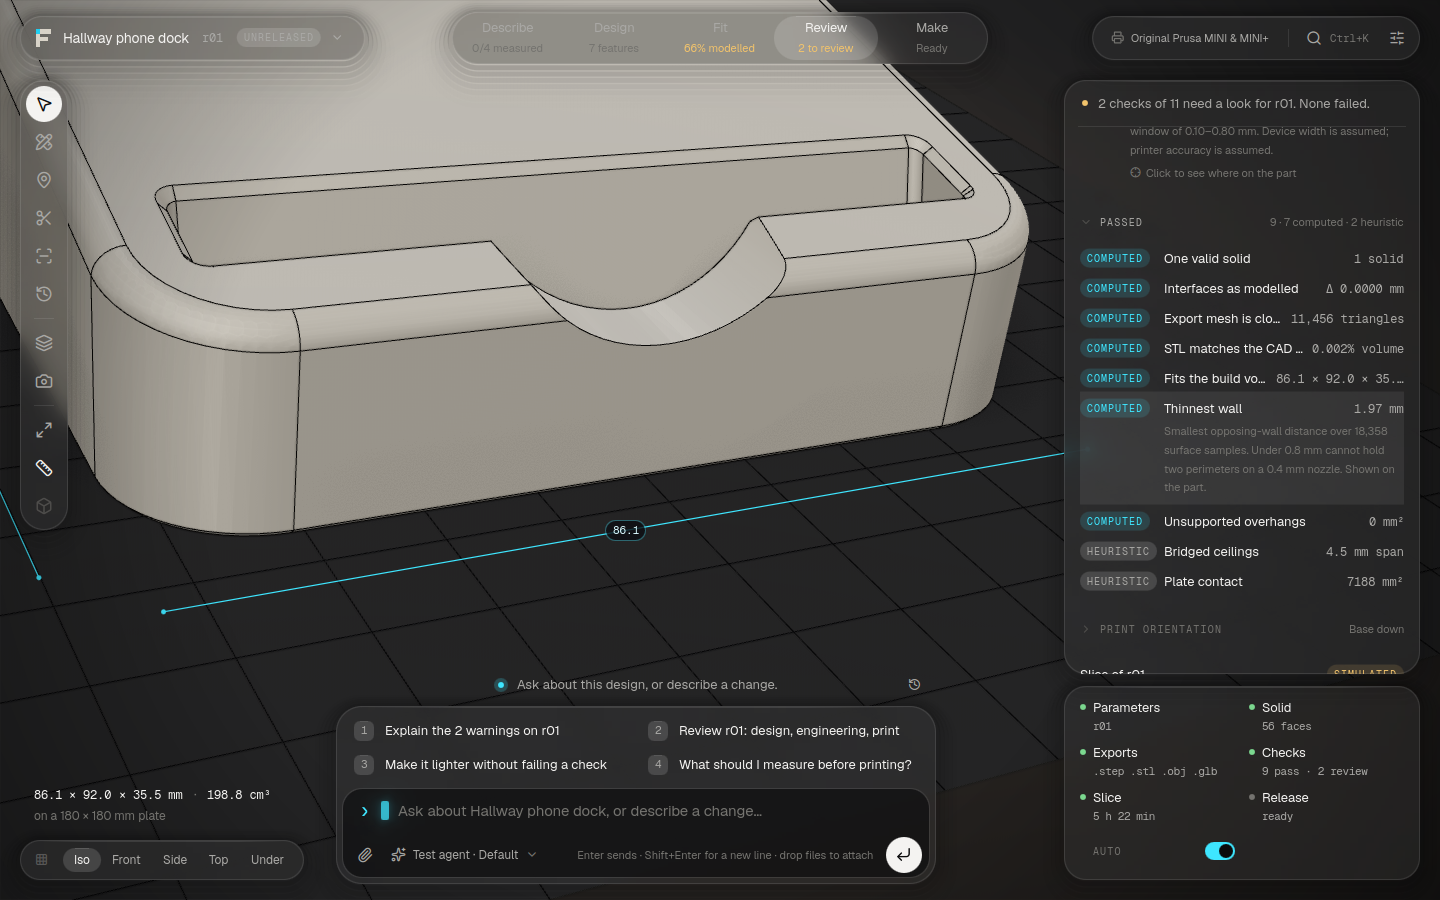 Hallway phone dock r01 UNRELEASED
Describe
0/4 measured
Design
7 features
Fit
66% modelled
Review
2 to review
Make
Ready
Original Prusa MINI & MINI+
Ctrl+K
2 checks of 11 need a look for r01. None failed.
window of 0.10–0.80 mm. Device width is assumed;
printer accuracy is assumed.
Click to see where on the part
PASSED 9 · 7 computed · 2 heuristic
COMPUTED One valid solid 1 solid
COMPUTED Interfaces as modelled Δ 0.0000 mm
COMPUTED Export mesh is clo… 11,456 triangles
COMPUTED STL matches the CAD … 0.002% volume
COMPUTED Fits the build vo… 86.1 × 92.0 × 35.…
COMPUTED Thinnest wall 1.97 mm
Smallest opposing-wall distance over 18,358
surface samples. Under 0.8 mm cannot hold
two perimeters on a 0.4 mm nozzle. Shown on
the part.
COMPUTED Unsupported overhangs 0 mm²
HEURISTIC Bridged ceilings 4.5 mm span
HEURISTIC Plate contact 7188 mm²
PRINT ORIENTATION Base down
Slice of r01 SIMULATED
86.1
Ask about this design, or describe a change.
1 Explain the 2 warnings on r01
2 Review r01: design, engineering, print
3 Make it lighter without failing a check
4 What should I measure before printing?
› Ask about Hallway phone dock, or describe a change…
Test agent · Default
Enter sends · Shift+Enter for a new line · drop files to attach
86.1 × 92.0 × 35.5 mm · 198.8 cm³
on a 180 × 180 mm plate
Iso Front Side Top Under
Parameters
r01
Solid
56 faces
Exports
.step .stl .obj .glb
Checks
9 pass · 2 review
Slice
5 h 22 min
Release
ready
AUTO